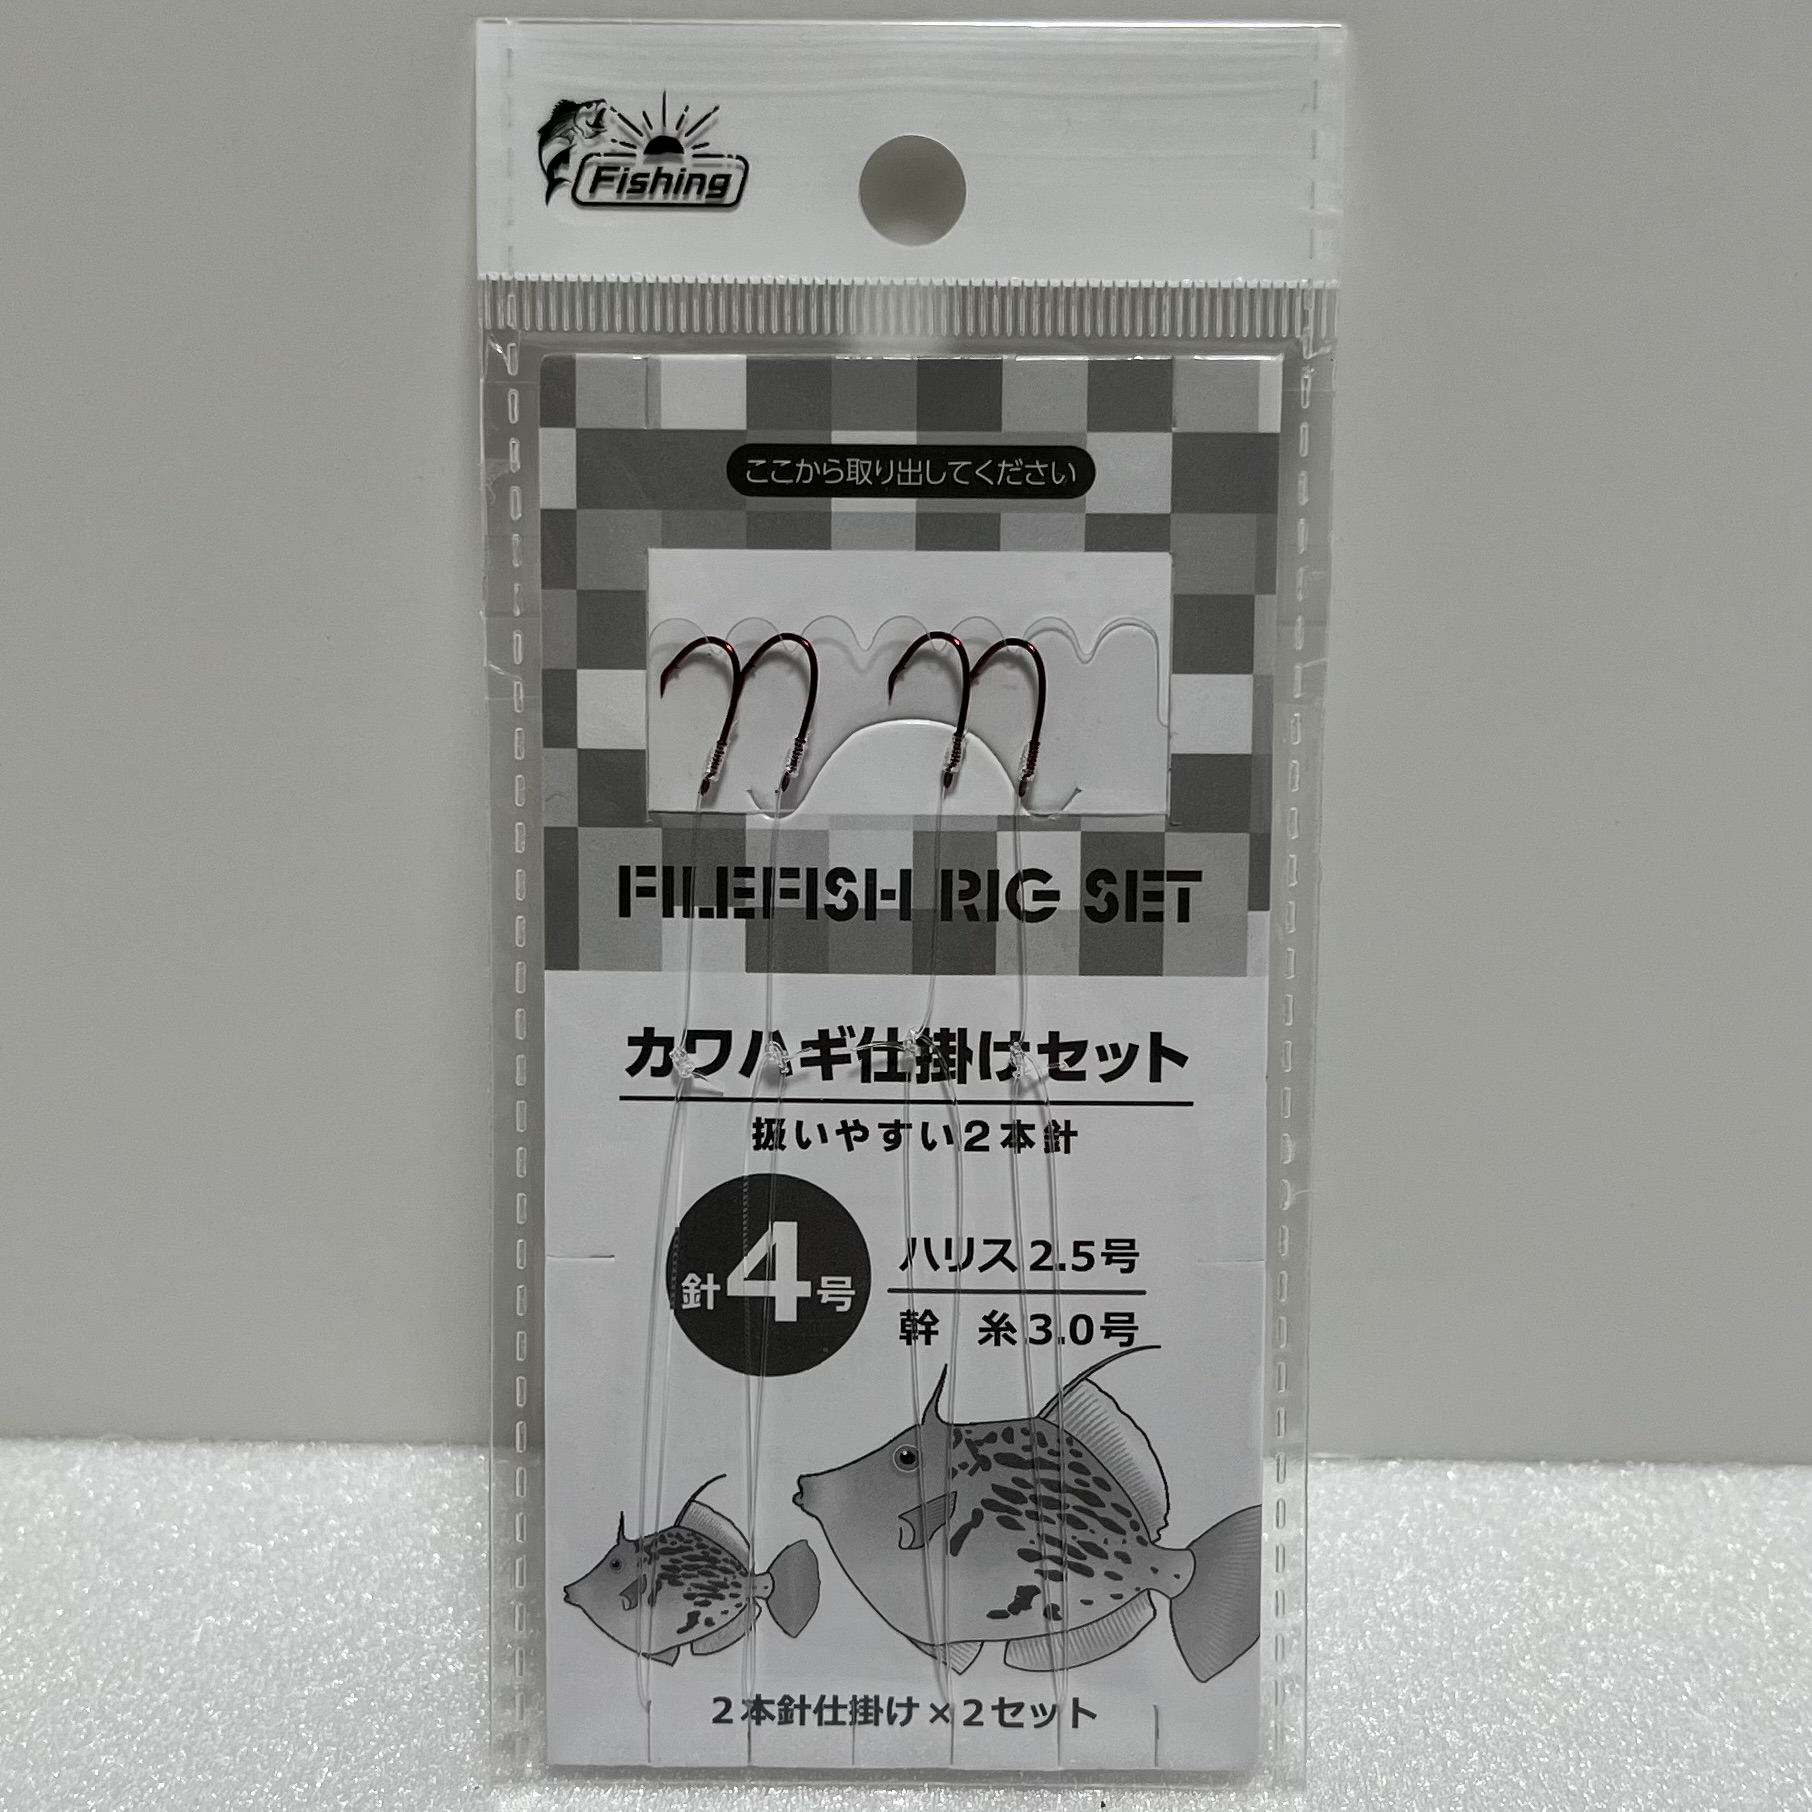 Fishing
ここから取り出してください
FILEFISH RIG SET
カワハギ仕掛けセット
扱いやすい2本針
針4号
ハリス2.5号
幹 糸3.0号
2本針仕掛け×2セット